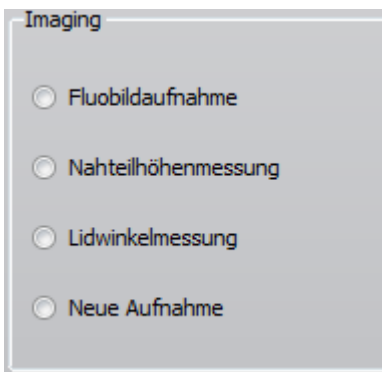 Imaging
Fluobildaufnahme
Nahteilhöhenmessung
Lidwinkelmessung
Neue Aufnahme